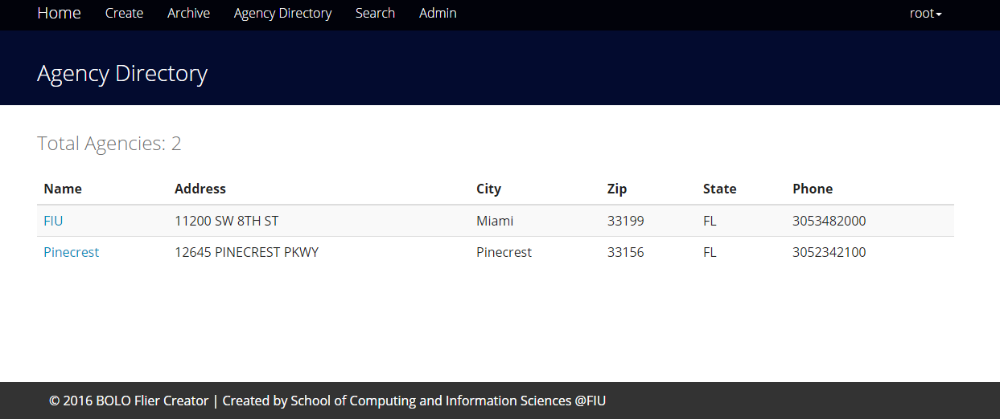 Home Create Archive Agency Directory Search Admin root
Agency Directory
Total Agencies: 2
Name Address City Zip State Phone
FIU 11200 SW 8TH ST Miami 33199 FL 3053482000
Pinecrest 12645 PINECREST PKWY Pinecrest 33156 FL 3052342100
© 2016 BOLO Flier Creator | Created by School of Computing and Information Sciences @FIU